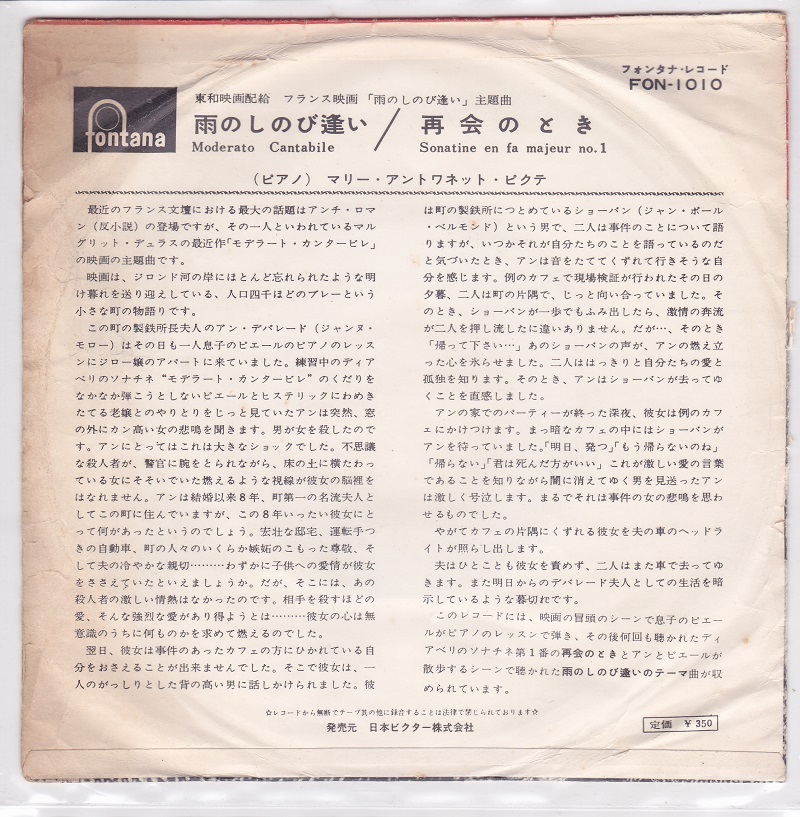 フォンタナ・レコード
FON-1010
fontana
東和映画配給 フランス映画「雨のしのび逢い」主題曲
雨のしのび逢い / 再会のとき
Moderato Cantabile Sonatine en fa majeur no.1
(ピアノ) マリー・アントワネット・ピクテ
最近のフランス文壇における最大の話題はアンチ・ロマ
ン(反小説)の登場ですが、その一人といわれているマル
グリット・デュラスの最近作「モデラート・カンタービレ」
の映画の主題曲です。
映画は、ジロンド河の岸にほとんど忘れられたような明
け暮れを送り迎えしている、人口四千ほどのブレーという
小さな町の物語りです。
この町の製鉄所長夫人のアン・デバレード(ジャンヌ・
モロー)はその日も一人息子のピエールのピアノのレッス
ンにジロー嬢のアパートに来ていました。練習中のディア
ベリのソナチネ“モデラート・カンタービレ”のくだりを
なかなか弾こうとしないピエールとヒステリックにわめき
たてる老嬢とのやりとりをじっと見ていたアンは突然、窓
の外にカン高い女の悲鳴を聞きます。男が女を殺したので
す。アンにとってはこれは大きなショックでした。不思議
な殺人者が、警官に腕をとられながら、床の土に横たわっ
ている女にそそいでいた燃えるような視線が彼女の脳裡を
はなれません。アンは結婚以来8年、町第一の名流夫人と
してこの町に住んでいますが、この8年いったい彼女にと
って何があったというのでしょう。宏壮な邸宅、運転手つ
きの自動車、町の人々のいくらか嫉妬のこもった尊敬、そ
して夫の冷やかな親切………わずかに子供への愛情が彼女
をささえていたといえましょうか。だが、そこには、あの
殺人者の激しい情熱はなかったのです。相手を殺すほどの
愛、そんな強烈な愛があり得ようとは………彼女の心は無
意識のうちに何ものかを求めて燃えるのでした。
翌日、彼女は事件のあったカフェの方にひかれている自
分をおさえることが出来ませんでした。そこで彼女は、一
人のがっしりとした背の高い男に話しかけられました。彼
は町の製鉄所につとめているショーバン(ジャン・ポール
・ベルモンド)という男で、二人は事件のことについて語
りますが、いつかそれが自分たちのことを語っているのだ
と気づいたとき、アンは音をたててくずれて行きそうな自
分を感じます。例のカフェで現場検証が行われたその日の
夕暮、二人は町の片隅で、じっと向い合っていました。そ
のとき、ショーバンが一歩でもふみ出したら、激情の奔流
が二人を押し流したに違いありません。だが…、そのとき
「帰って下さい…」あのショーバンの声が、アンの燃え立
った心を氷らせました。二人ははっきりと自分たちの愛と
孤独を知ります。そのとき、アンはショーバンが去ってゆ
くことを直感しました。
アンの家でのパーティーが終った深夜、彼女は例のカフ
ェにかけつけます。まっ暗なカフェの中にはショーバンが
アンを待っていました。「明日、発つ」「もう帰らないのね」
「帰らない」「君は死んだ方がいい」これが激しい愛の言葉
であることを知りながら闇に消えてゆく男を見送ったアン
は激しく号泣します。まるでそれは事件の女の悲鳴を思わ
せるものでした。
やがてカフェの片隅にくずれる彼女を夫の車のヘッドラ
イトが照らし出します。
夫はひとことも彼女を責めず、二人はまた車で去ってゆ
きます。また明日からのデバレード夫人としての生活を暗
示しているような幕切れです。
このレコードには、映画の冒頭のシーンで息子のピエー
ルがピアノのレッスンで弾き、その後何回も聴かれたディ
アベリのソナチネ第1番の再会のときとアンとピエールが
散歩するシーンで聴かれた雨のしのび逢いのテーマ曲が収
められています。
☆レコードから無断でテープ其の他に録音することは法律で禁じられております☆
発売元 日本ビクター株式会社
定価 ¥350